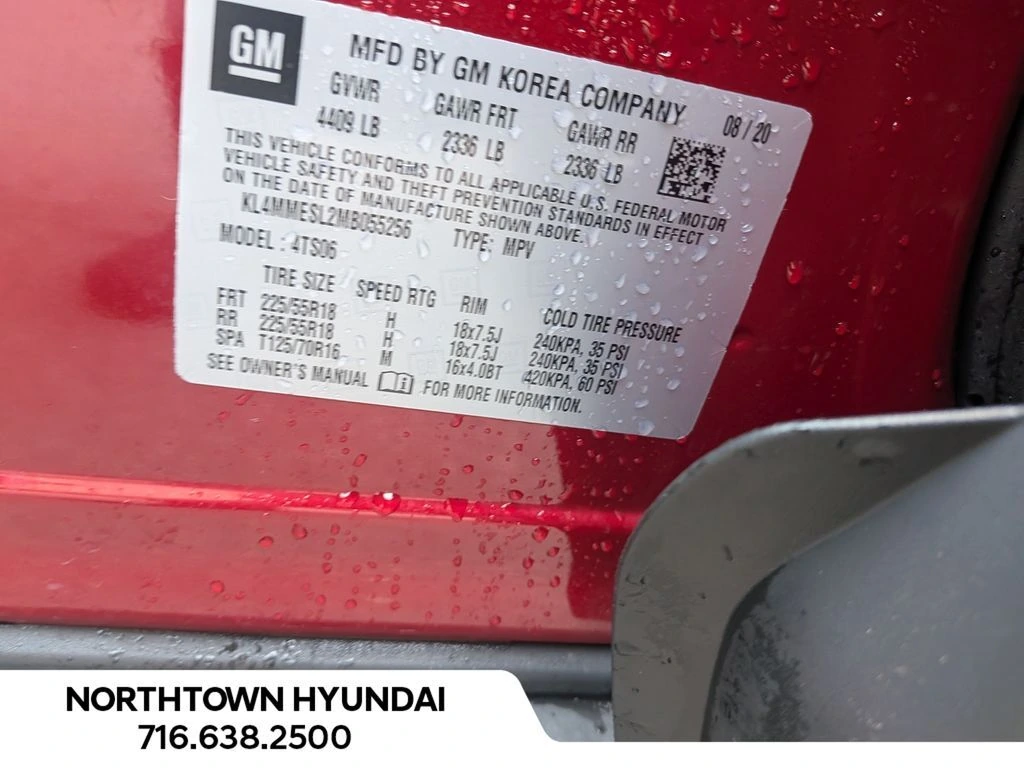 GM
MFD BY GM KOREA COMPANY
08 / 20
GVWR GAWR FRT GAWR RR
4409 LB 2336 LB 2336 LB
THIS VEHICLE CONFORMS TO ALL APPLICABLE U.S. FEDERAL MOTOR
VEHICLE SAFETY AND THEFT PREVENTION STANDARDS IN EFFECT
ON THE DATE OF MANUFACTURE SHOWN ABOVE.
KL4MMESL2MB055256 TYPE: MPV
MODEL : 4TS06
TIRE SIZE SPEED RTG RIM COLD TIRE PRESSURE
FRT 225/55R18 H 18x7.5J 240KPA, 35 PSI
RR 225/55R18 H 18x7.5J 240KPA, 35 PSI
SPA T125/70R16 M 16x4.0BT 420KPA, 60 PSI
SEE OWNER'S MANUAL FOR MORE INFORMATION.
NORTHTOWN HYUNDAI
716.638.2500